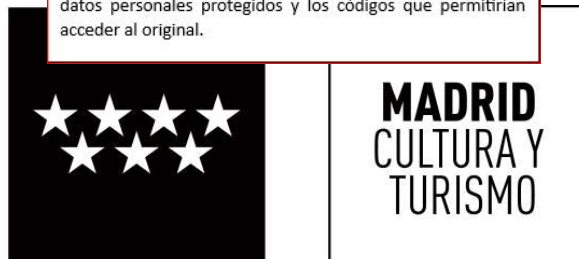 datos personales protegidos y los códigos que permitirían
acceder al original.
MADRID
CULTURA Y
TURISMO